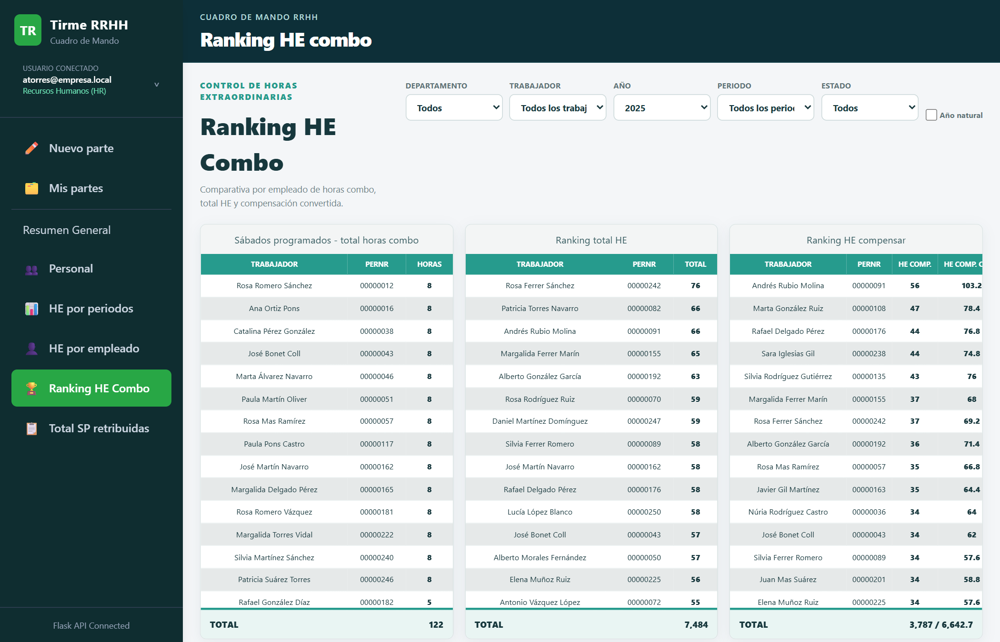 TR
Tirme RRHH
Cuadro de Mando
USUARIO CONECTADO
atorres@empresa.local
Recursos Humanos (HR)
Nuevo parte
Mis partes
Resumen General
Personal
HE por periodos
HE por empleado
Ranking HE Combo
Total SP retribuidas
Flask API Connected
CUADRO DE MANDO RRHH
Ranking HE combo
CONTROL DE HORAS
EXTRAORDINARIAS
Ranking HE
Combo
Comparativa por empleado de horas combo,
total HE y compensación convertida.
DEPARTAMENTO
Todos
TRABAJADOR
Todos los trabaj
AÑO
2025
PERIODO
Todos los perio
ESTADO
Todos
Año natural
Sábados programados - total horas combo
TRABAJADOR PERNR HORAS
Rosa Romero Sánchez 00000012 8
Ana Ortiz Pons 00000016 8
Catalina Pérez González 00000038 8
José Bonet Coll 00000043 8
Marta Álvarez Navarro 00000046 8
Paula Martín Oliver 00000051 8
Rosa Mas Ramírez 00000057 8
Paula Pons Castro 00000117 8
José Martín Navarro 00000162 8
Margalida Delgado Pérez 00000165 8
Rosa Romero Vázquez 00000181 8
Margalida Torres Vidal 00000222 8
Silvia Martínez Sánchez 00000240 8
Patricia Suárez Torres 00000246 8
Rafael González Díaz 00000182 5
TOTAL 122
Ranking total HE
TRABAJADOR PERNR TOTAL
Rosa Ferrer Sánchez 00000242 76
Patricia Torres Navarro 00000082 66
Andrés Rubio Molina 00000091 66
Margalida Ferrer Marín 00000155 65
Alberto González García 00000192 63
Rosa Rodríguez Ruiz 00000070 59
Daniel Martínez Domínguez 00000247 59
Silvia Ferrer Romero 00000089 58
José Martín Navarro 00000162 58
Rafael Delgado Pérez 00000176 58
Lucía López Blanco 00000250 58
José Bonet Coll 00000043 57
Alberto Morales Fernández 00000050 57
Elena Muñoz Ruiz 00000225 56
Antonio Vázquez López 00000072 55
TOTAL 7,484
Ranking HE compensar
TRABAJADOR PERNR HE COMP. HE COMP. C
Andrés Rubio Molina 00000091 56 103.2
Marta González Ruiz 00000108 47 78.4
Rafael Delgado Pérez 00000176 44 76.8
Sara Iglesias Gil 00000238 44 74.8
Silvia Rodríguez Gutiérrez 00000135 43 76
Margalida Ferrer Marín 00000155 37 68
Rosa Ferrer Sánchez 00000242 37 69.2
Alberto González García 00000192 36 71.4
Rosa Mas Ramírez 00000057 35 66.8
Javier Gil Martínez 00000163 35 64.4
Núria Rodríguez Castro 00000036 34 64
José Bonet Coll 00000043 34 62
Silvia Ferrer Romero 00000089 34 57.6
Juan Mas Suárez 00000201 34 58.8
Elena Muñoz Ruiz 00000225 34 57.6
TOTAL 3,787 / 6,642.7